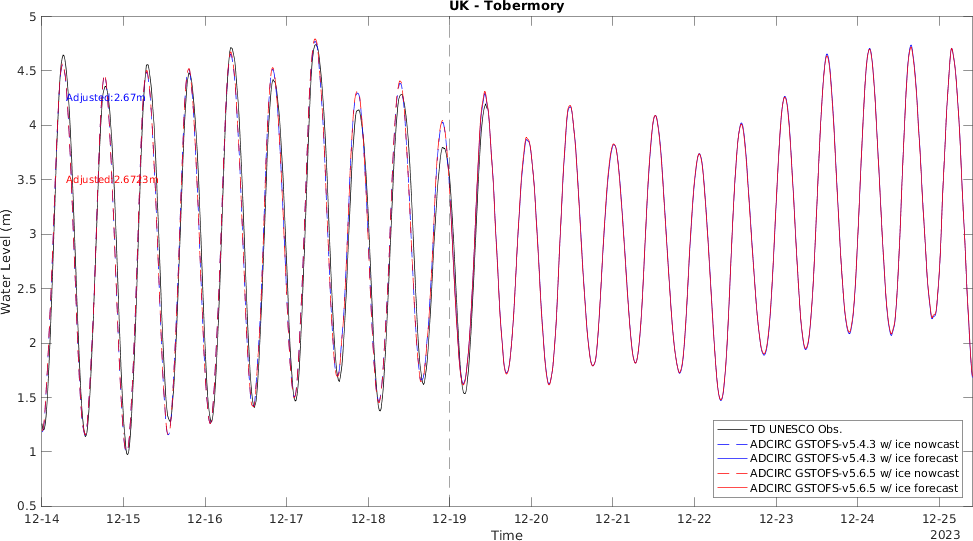 UK - Tobermory
Water Level (m)
5
4.5
4
3.5
3
2.5
2
1.5
1
0.5
Adjusted:2.67m
Adjusted:2.6723m
TD UNESCO Obs.
ADCIRC GSTOFS-v5.4.3 w/ ice nowcast
ADCIRC GSTOFS-v5.4.3 w/ ice forecast
ADCIRC GSTOFS-v5.6.5 w/ ice nowcast
ADCIRC GSTOFS-v5.6.5 w/ ice forecast
12-14 12-15 12-16 12-17 12-18 12-19 12-20 12-21 12-22 12-23 12-24 12-25
Time
2023